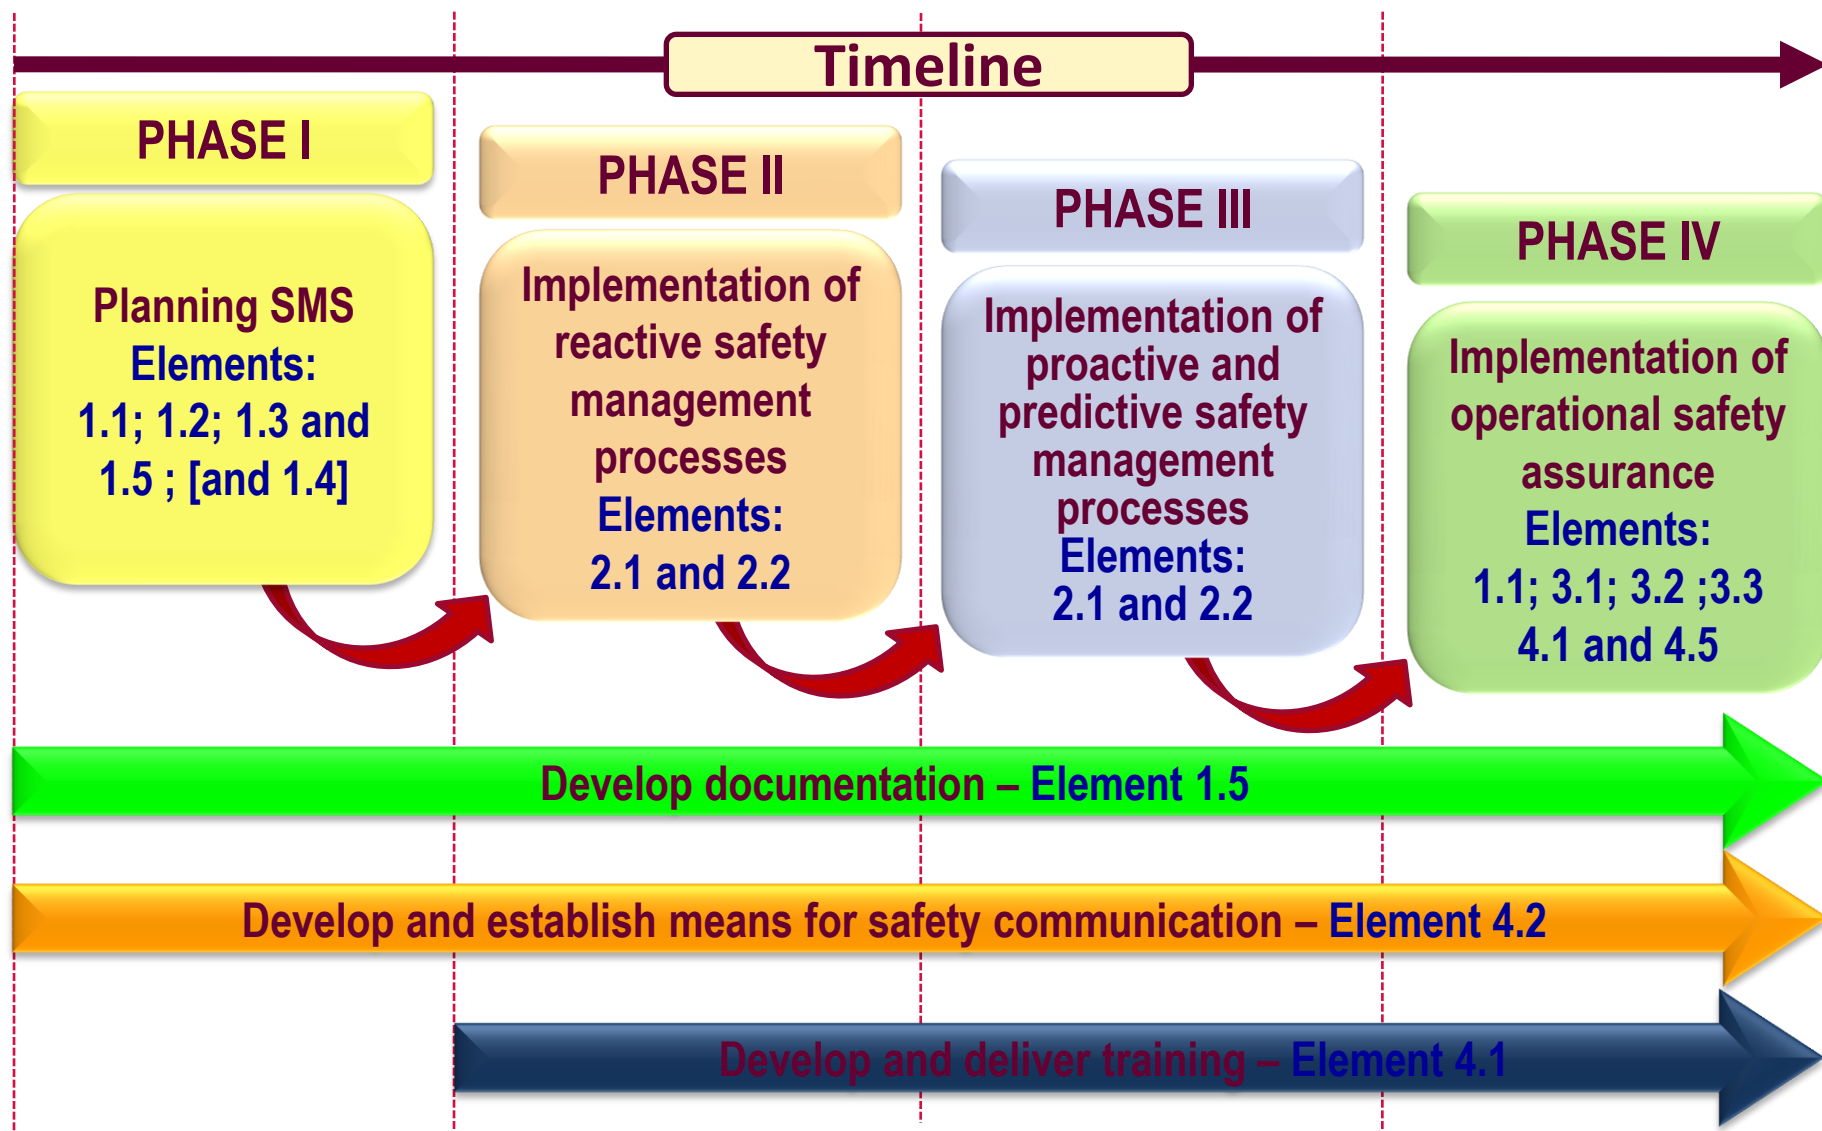 Timeline
PHASE I
Planning SMS
Elements:
1.1; 1.2; 1.3 and
1.5 ; [and 1.4]
PHASE II
Implementation of
reactive safety
management
processes
Elements:
2.1 and 2.2
PHASE III
Implementation of
proactive and
predictive safety
management
processes
Elements:
2.1 and 2.2
PHASE IV
Implementation of
operational safety
assurance
Elements:
1.1; 3.1; 3.2 ;3.3
4.1 and 4.5
Develop documentation – Element 1.5
Develop and establish means for safety communication – Element 4.2
Develop and deliver training – Element 4.1